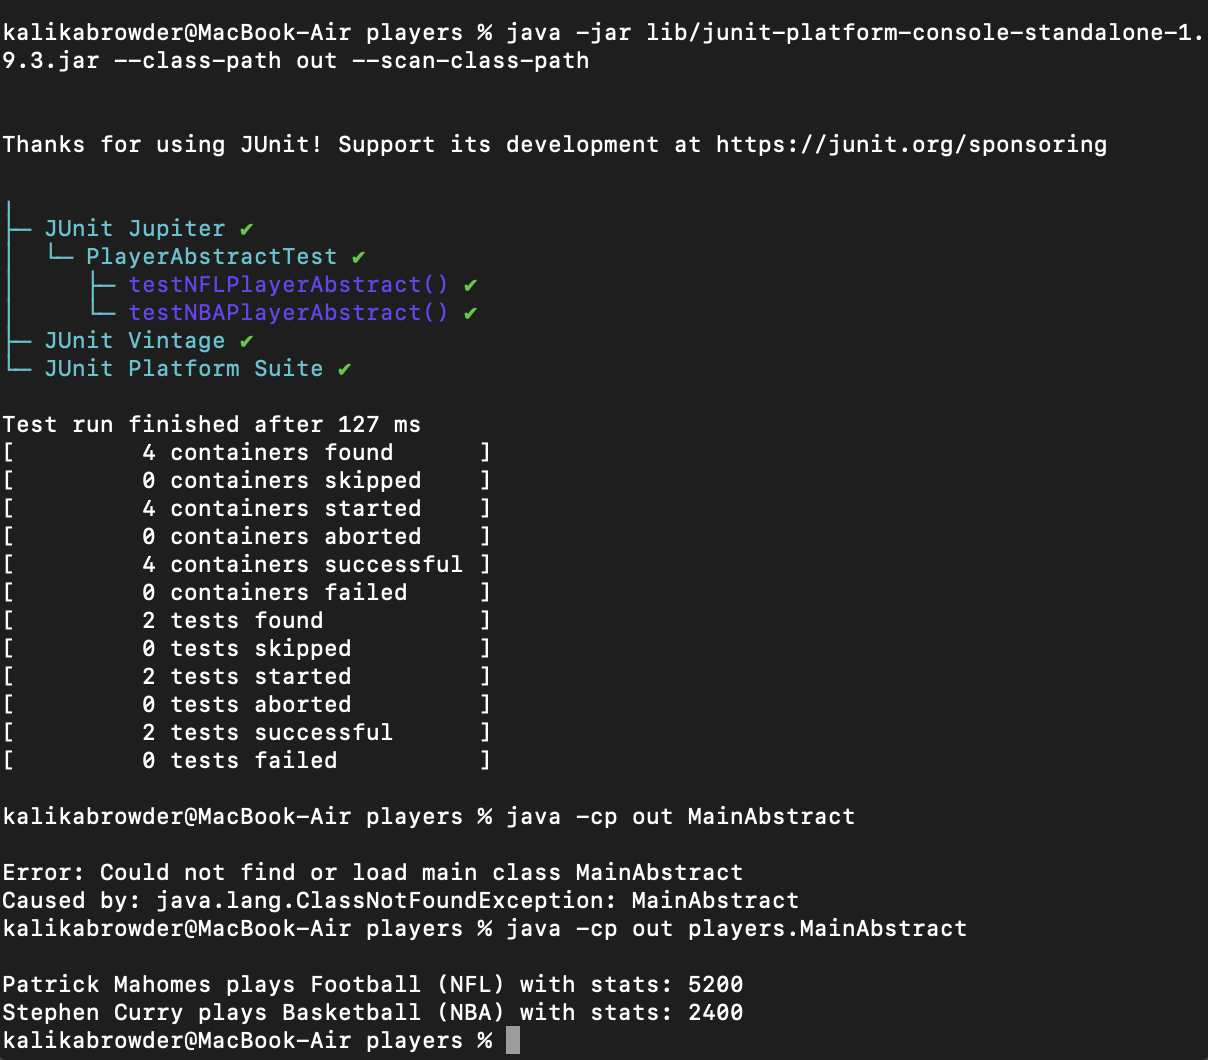 kalikabrowder@MacBook-Air players % java -jar lib/junit-platform-console-standalone-1.
9.3.jar --class-path out --scan-class-path
Thanks for using JUnit! Support its development at https://junit.org/sponsoring
╷
├─ JUnit Jupiter ✔
│  └─ PlayerAbstractTest ✔
│     ├─ testNFLPlayerAbstract() ✔
│     └─ testNBAPlayerAbstract() ✔
├─ JUnit Vintage ✔
└─ JUnit Platform Suite ✔
Test run finished after 127 ms
[         4 containers found      ]
[         0 containers skipped    ]
[         4 containers started    ]
[         0 containers aborted    ]
[         4 containers successful ]
[         0 containers failed     ]
[         2 tests found           ]
[         0 tests skipped         ]
[         2 tests started         ]
[         0 tests aborted         ]
[         2 tests successful      ]
[         0 tests failed          ]
kalikabrowder@MacBook-Air players % java -cp out MainAbstract
Error: Could not find or load main class MainAbstract
Caused by: java.lang.ClassNotFoundException: MainAbstract
kalikabrowder@MacBook-Air players % java -cp out players.MainAbstract
Patrick Mahomes plays Football (NFL) with stats: 5200
Stephen Curry plays Basketball (NBA) with stats: 2400
kalikabrowder@MacBook-Air players %